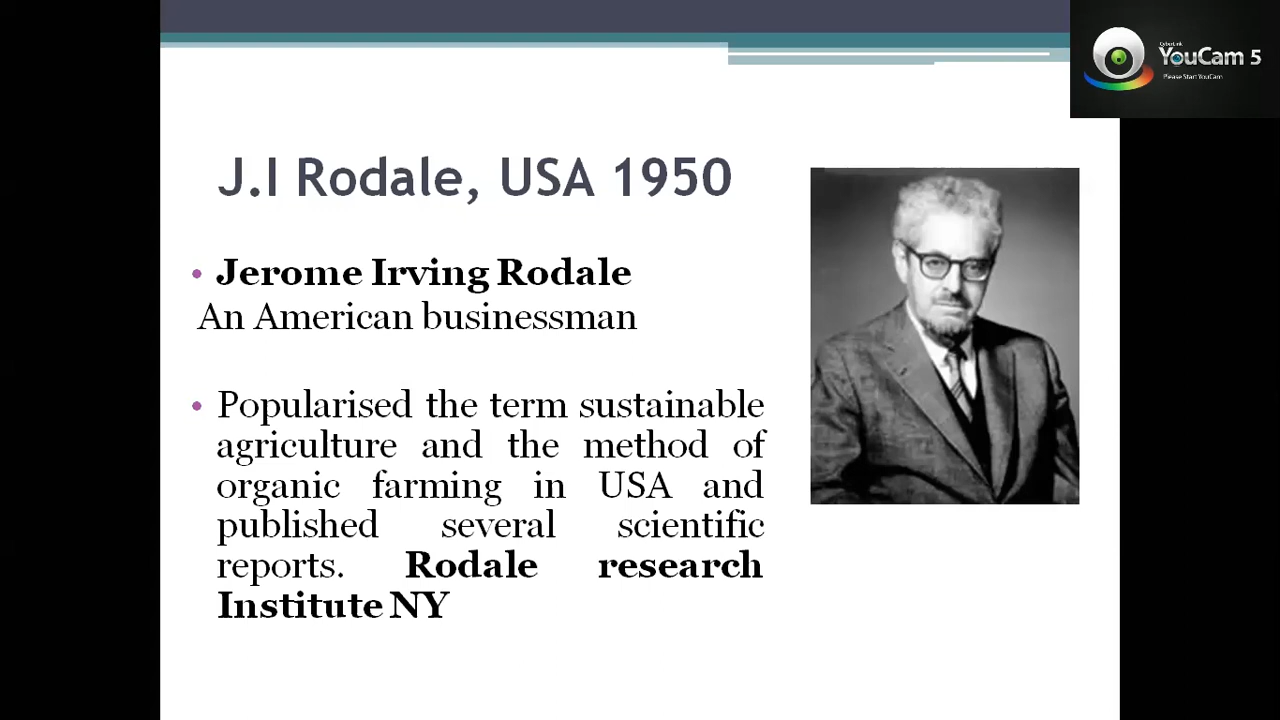 CyberLink
YouCam 5
Please Start YouCam
J.I Rodale, USA 1950
• Jerome Irving Rodale
An American businessman
• Popularised the term sustainable
agriculture and the method of
organic farming in USA and
published several scientific
reports. Rodale research
Institute NY